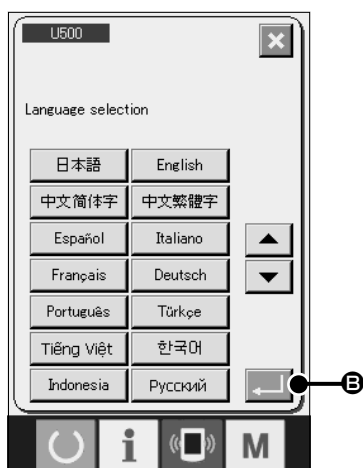 U500
Language selection
日本語 English
中文简体字 中文繁體字
Español Italiano
Français Deutsch
Português Türkçe
Tiếng Việt 한국어
Indonesia Русский
B
M